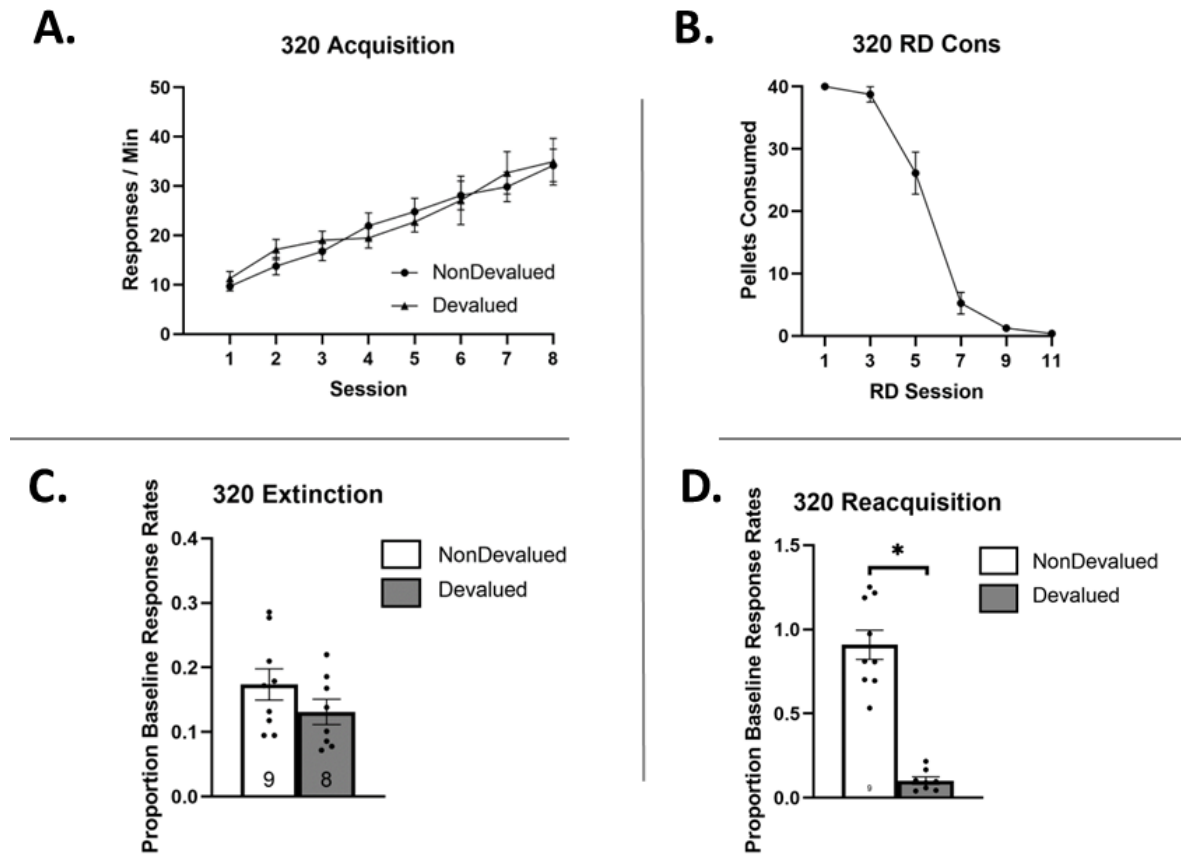 A.
320 Acquisition
Responses / Min
50
40
30
20
10
0
NonDevalued
Devalued
1 2 3 4 5 6 7 8
Session
B.
320 RD Cons
Pellets Consumed
40
30
20
10
0
1 3 5 7 9 11
RD Session
C.
320 Extinction
Proportion Baseline Response Rates
0.4
0.3
0.2
0.1
0.0
9 8
NonDevalued
Devalued
D.
320 Reacquisition
Proportion Baseline Response Rates
1.5
1.0
0.5
0.0
*
9
NonDevalued
Devalued